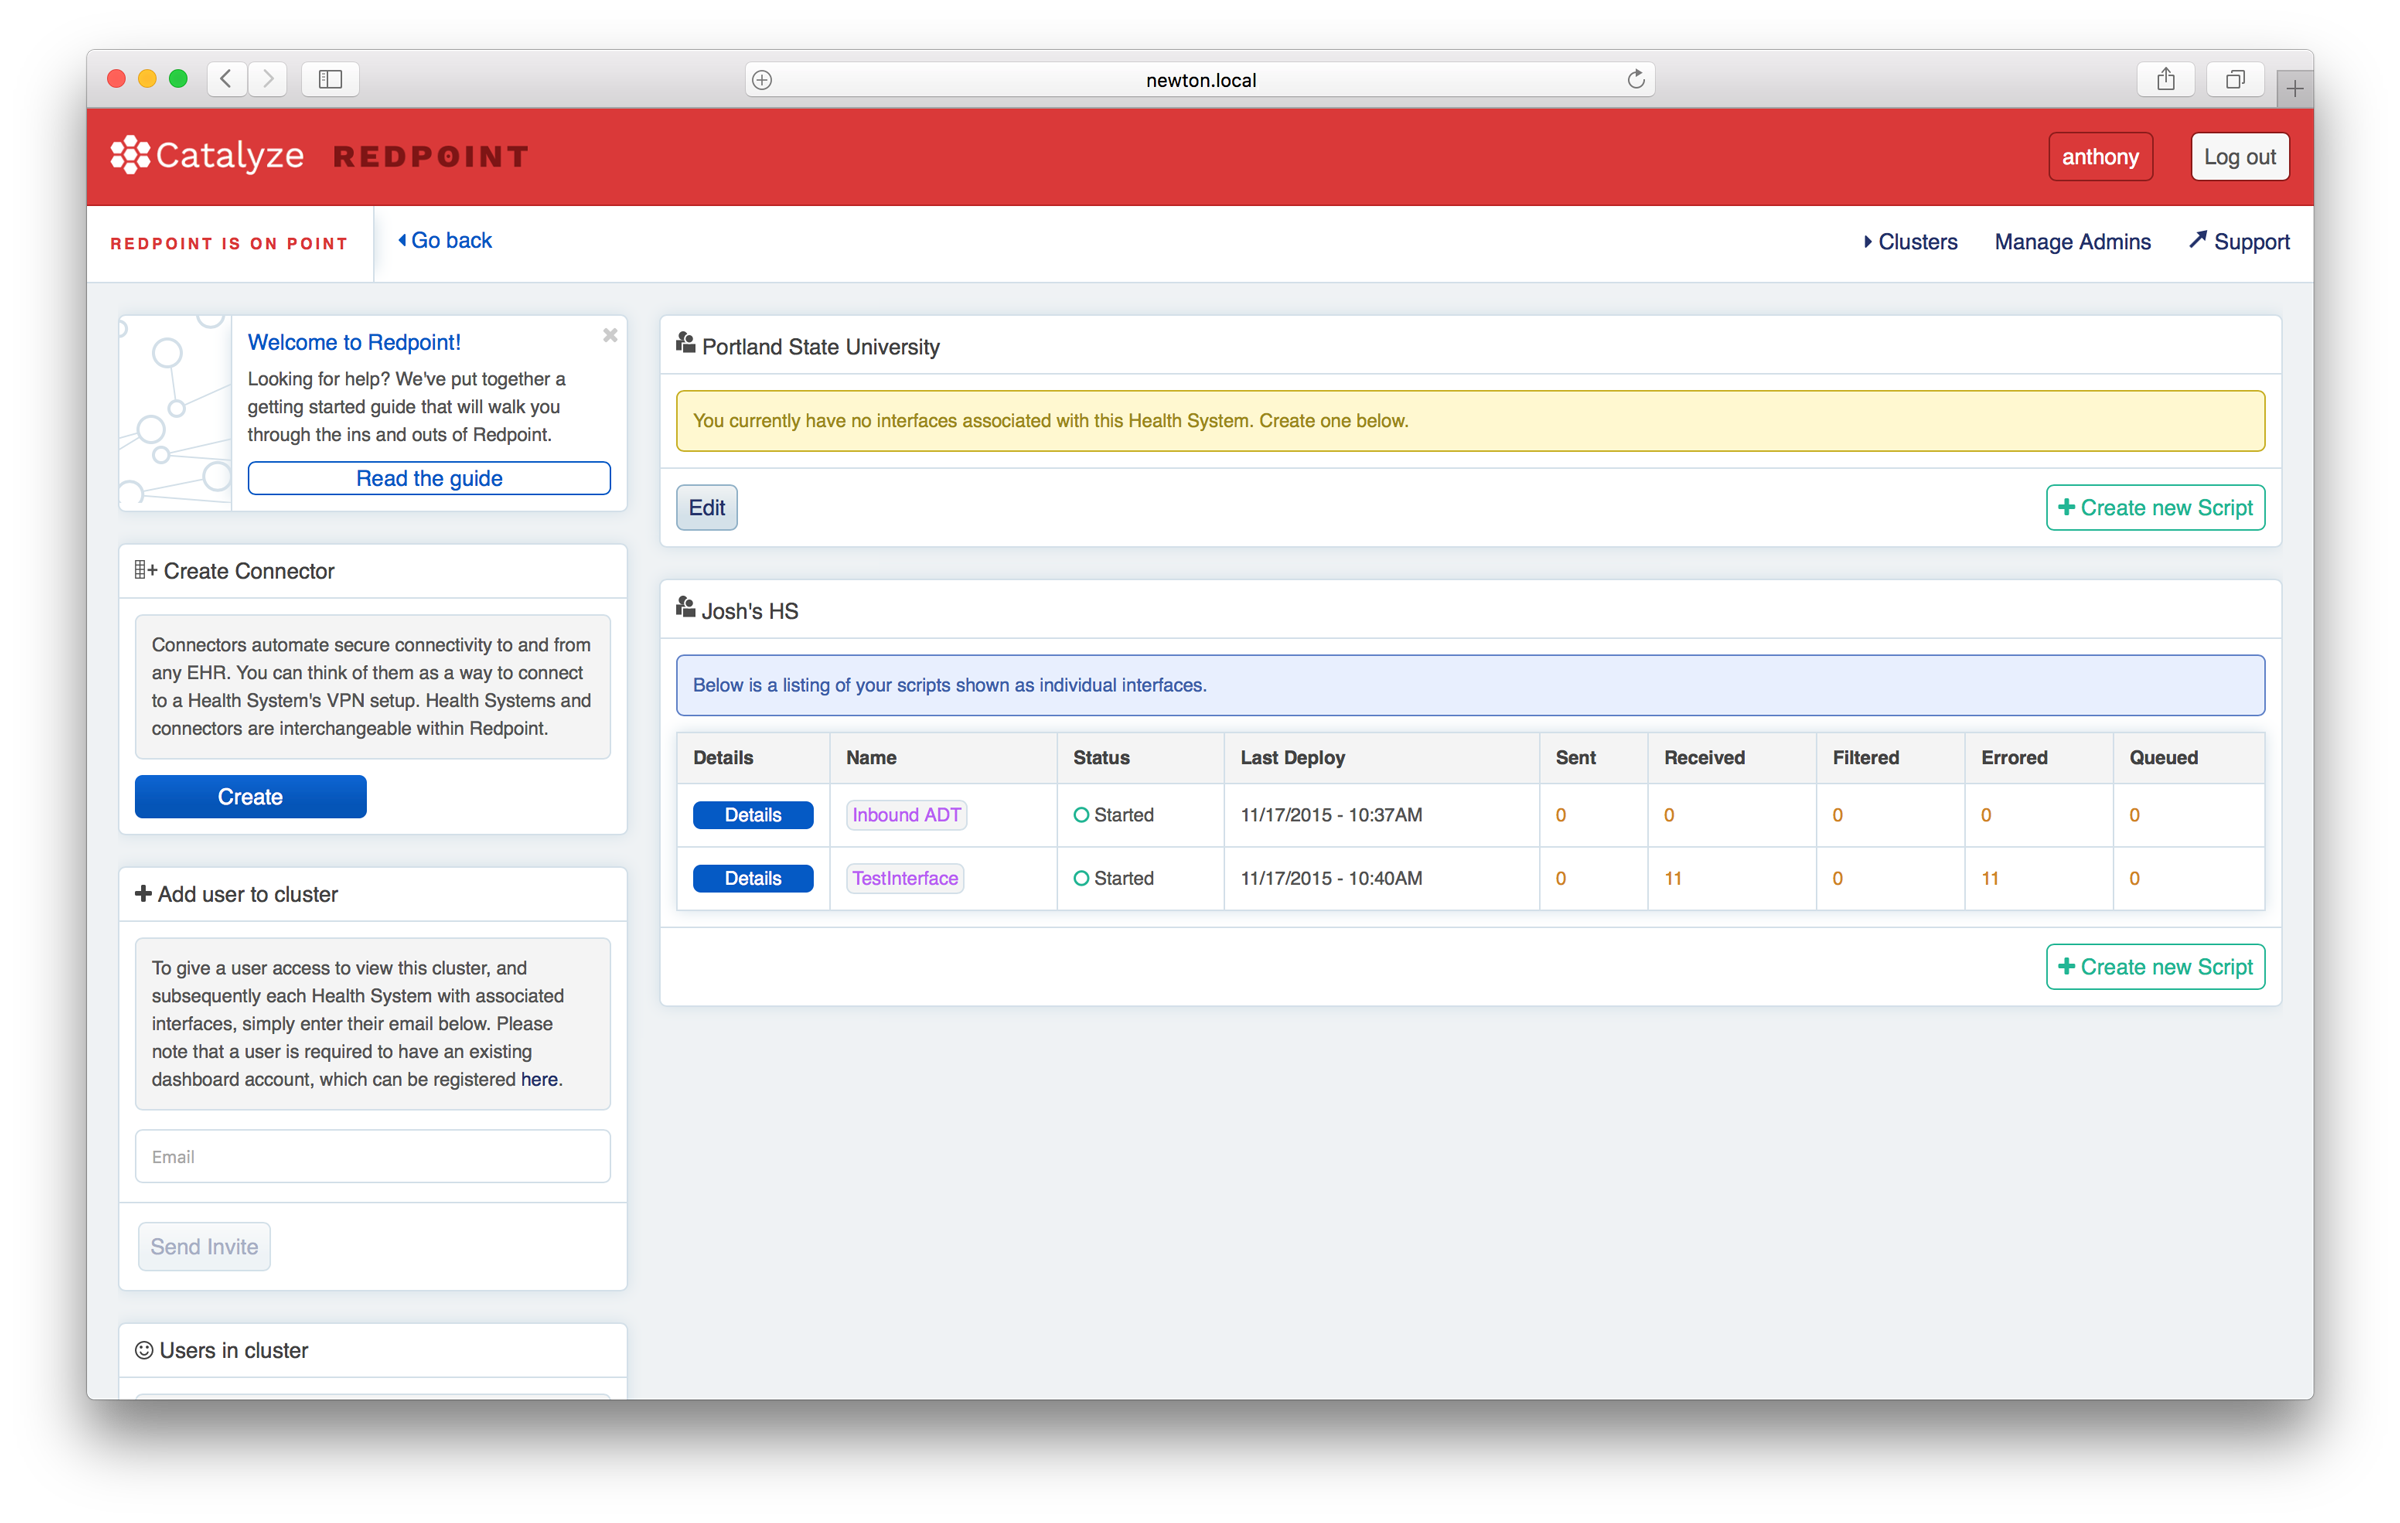 newton.local
Catalyze REDPOINT
anthony
Log out
REDPOINT IS ON POINT
Go back
Clusters
Manage Admins
Support
Welcome to Redpoint!
Looking for help? We've put together a
getting started guide that will walk you
through the ins and outs of Redpoint.
Read the guide
Create Connector
Connectors automate secure connectivity to and from
any EHR. You can think of them as a way to connect
to a Health System's VPN setup. Health Systems and
connectors are interchangeable within Redpoint.
Create
Add user to cluster
To give a user access to view this cluster, and
subsequently each Health System with associated
interfaces, simply enter their email below. Please
note that a user is required to have an existing
dashboard account, which can be registered here.
Email
Send Invite
Users in cluster
Portland State University
You currently have no interfaces associated with this Health System. Create one below.
Edit
+ Create new Script
Josh's HS
Below is a listing of your scripts shown as individual interfaces.
Details Name Status Last Deploy Sent Received Filtered Errored Queued
Details Inbound ADT Started 11/17/2015 - 10:37AM 0 0 0 0 0
Details TestInterface Started 11/17/2015 - 10:40AM 0 11 0 11 0
+ Create new Script